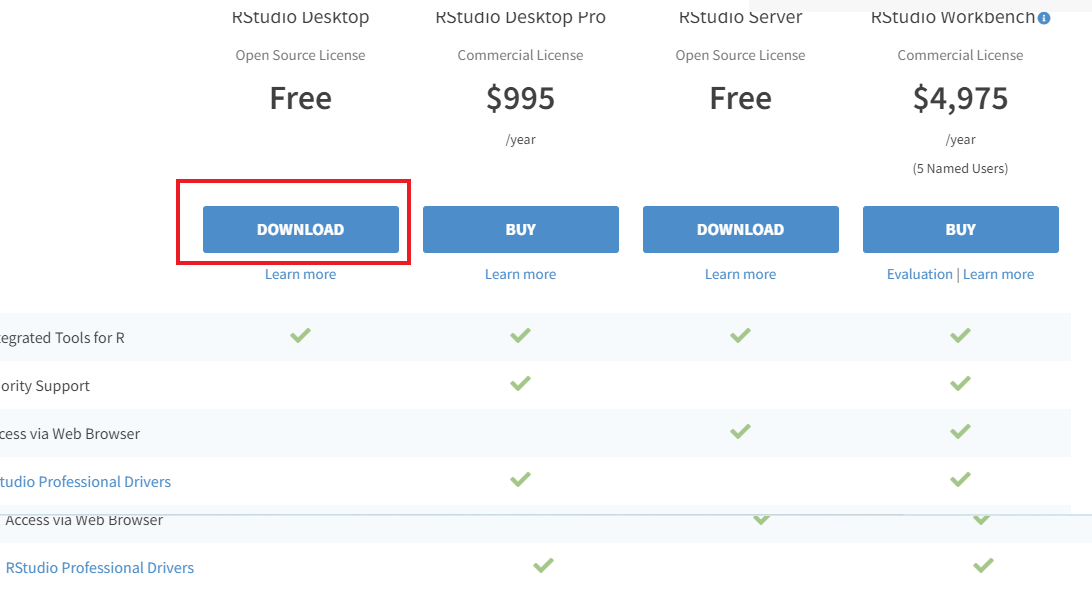 RStudio Desktop RStudio Desktop Pro RStudio Server RStudio Workbench
Open Source License Commercial License Open Source License Commercial License
Free $995 Free $4,975
/year /year
(5 Named Users)
DOWNLOAD BUY DOWNLOAD BUY
Learn more Learn more Learn more Evaluation | Learn more
tegrated Tools for R
ority Support
cess via Web Browser
tudio Professional Drivers
Access via Web Browser
RStudio Professional Drivers